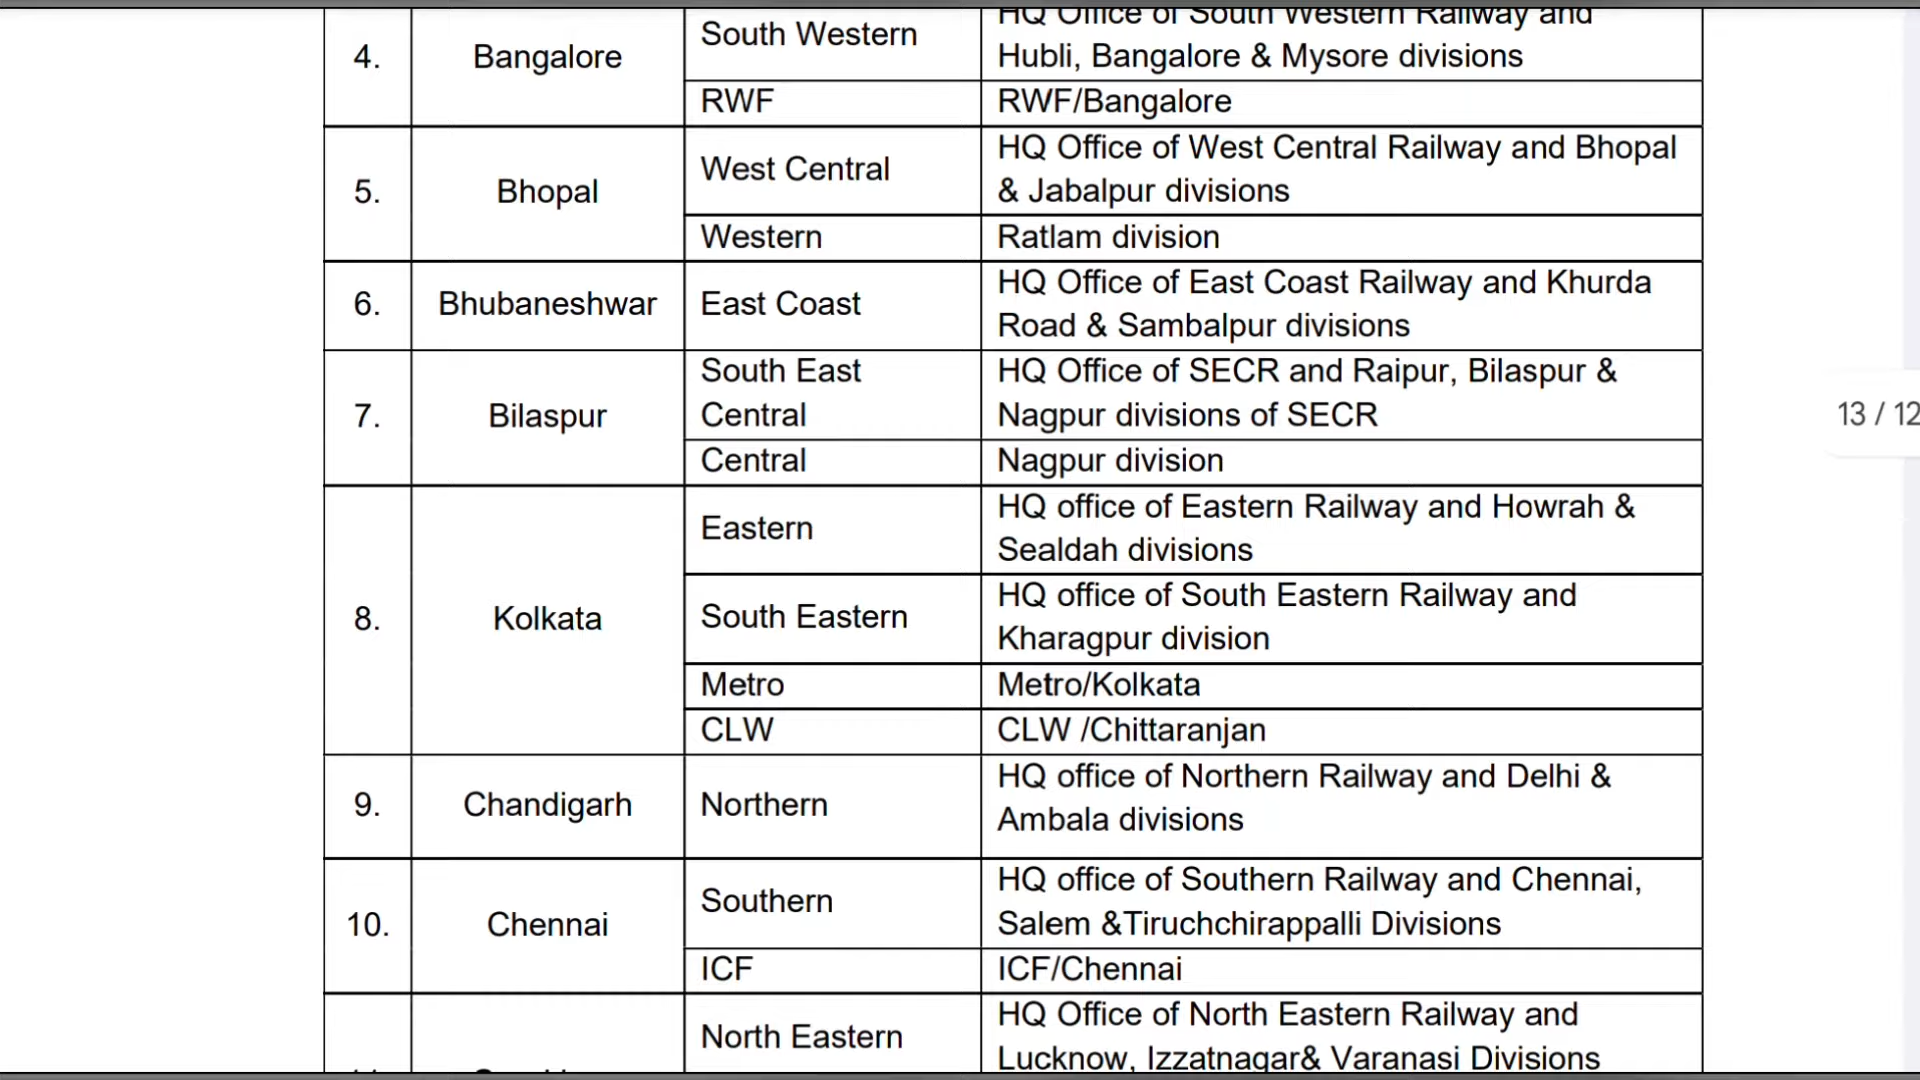 HQ Office of South Western Railway and
4. Bangalore South Western Hubli, Bangalore & Mysore divisions
RWF RWF/Bangalore
5. Bhopal West Central HQ Office of West Central Railway and Bhopal
& Jabalpur divisions
Western Ratlam division
6. Bhubaneshwar East Coast HQ Office of East Coast Railway and Khurda
Road & Sambalpur divisions
7. Bilaspur South East HQ Office of SECR and Raipur, Bilaspur &
Central Nagpur divisions of SECR
Central Nagpur division
8. Kolkata Eastern HQ office of Eastern Railway and Howrah &
Sealdah divisions
South Eastern HQ office of South Eastern Railway and
Kharagpur division
Metro Metro/Kolkata
CLW CLW /Chittaranjan
9. Chandigarh Northern HQ office of Northern Railway and Delhi &
Ambala divisions
10. Chennai Southern HQ office of Southern Railway and Chennai,
Salem &Tiruchchirappalli Divisions
ICF ICF/Chennai
North Eastern HQ Office of North Eastern Railway and
Lucknow, Izzatnagar& Varanasi Divisions
13 / 12